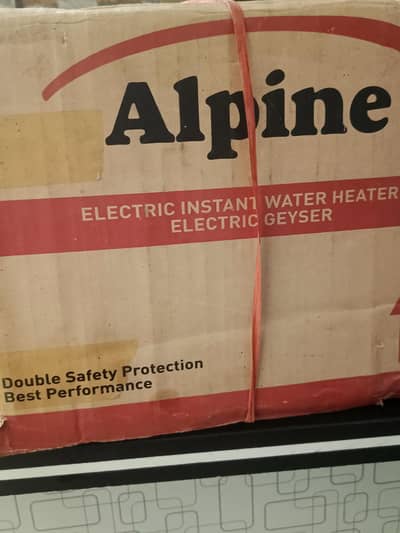 Alpine
ELECTRIC INSTANT WATER HEATER
ELECTRIC GEYSER
Double Safety Protection
Best Performance